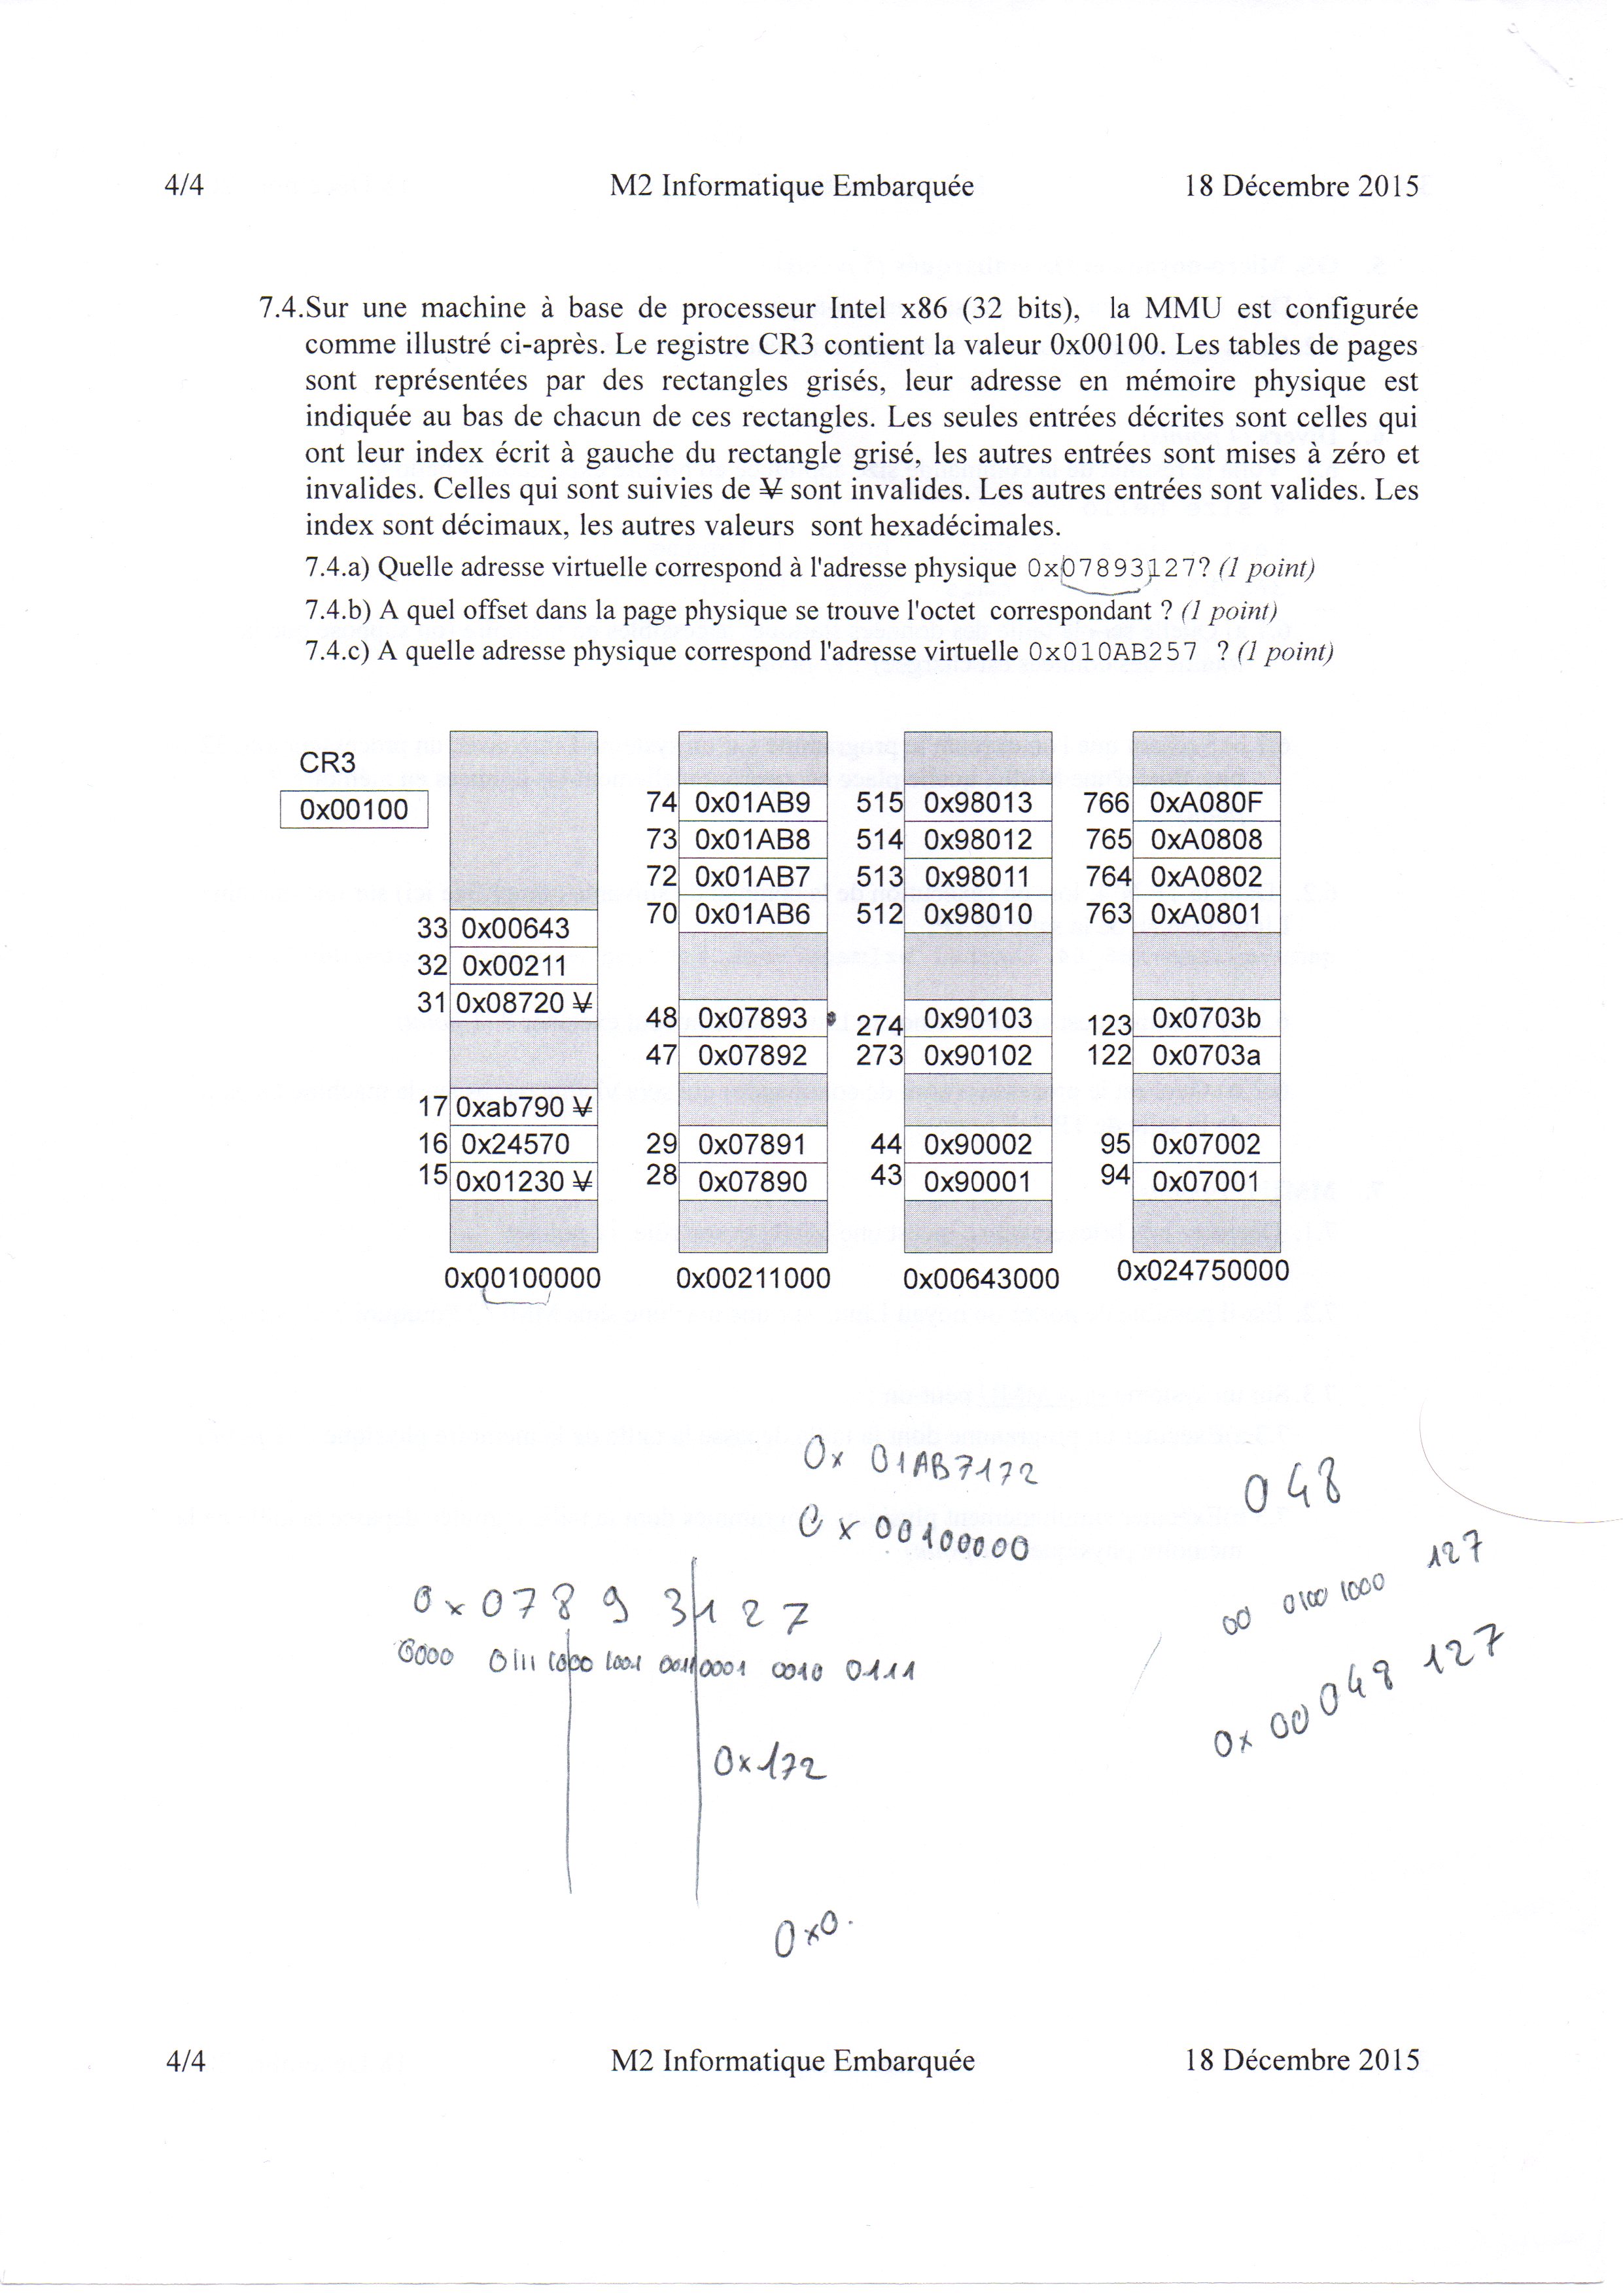 4/4 M2 Informatique Embarquée 18 Décembre 2015
7.4.Sur une machine à base de processeur Intel x86 (32 bits), la MMU est configurée
comme illustré ci-après. Le registre CR3 contient la valeur 0x00100. Les tables de pages
sont représentées par des rectangles grisés, leur adresse en mémoire physique est
indiquée au bas de chacun de ces rectangles. Les seules entrées décrites sont celles qui
ont leur index écrit à gauche du rectangle grisé, les autres entrées sont mises à zéro et
invalides. Celles qui sont suivies de ¥ sont invalides. Les autres entrées sont valides. Les
index sont décimaux, les autres valeurs sont hexadécimales.
7.4.a) Quelle adresse virtuelle correspond à l'adresse physique 0x07893127? (1 point)
7.4.b) A quel offset dans la page physique se trouve l'octet correspondant ? (1 point)
7.4.c) A quelle adresse physique correspond l'adresse virtuelle 0x010AB257 ? (1 point)
CR3
0x00100
74 0x01AB9 515 0x98013 766 0xA080F
73 0x01AB8 514 0x98012 765 0xA0808
72 0x01AB7 513 0x98011 764 0xA0802
70 0x01AB6 512 0x98010 763 0xA0801
33 0x00643
32 0x00211
31 0x08720 ¥
48 0x07893 274 0x90103 123 0x0703b
47 0x07892 273 0x90102 122 0x0703a
17 0xab790 ¥
16 0x24570 29 0x07891 44 0x90002 95 0x07002
15 0x01230 ¥ 28 0x07890 43 0x90001 94 0x07001
0x00100000 0x00211000 0x00643000 0x024750000
0x 01AB7172
048
0x 00100000
127
00 0100 1000
0x07893127
0000 0111 1000 1001 0011 0001 0010 0111
0x 00 048 127
0x172
0x0.
4/4 M2 Informatique Embarquée 18 Décembre 2015